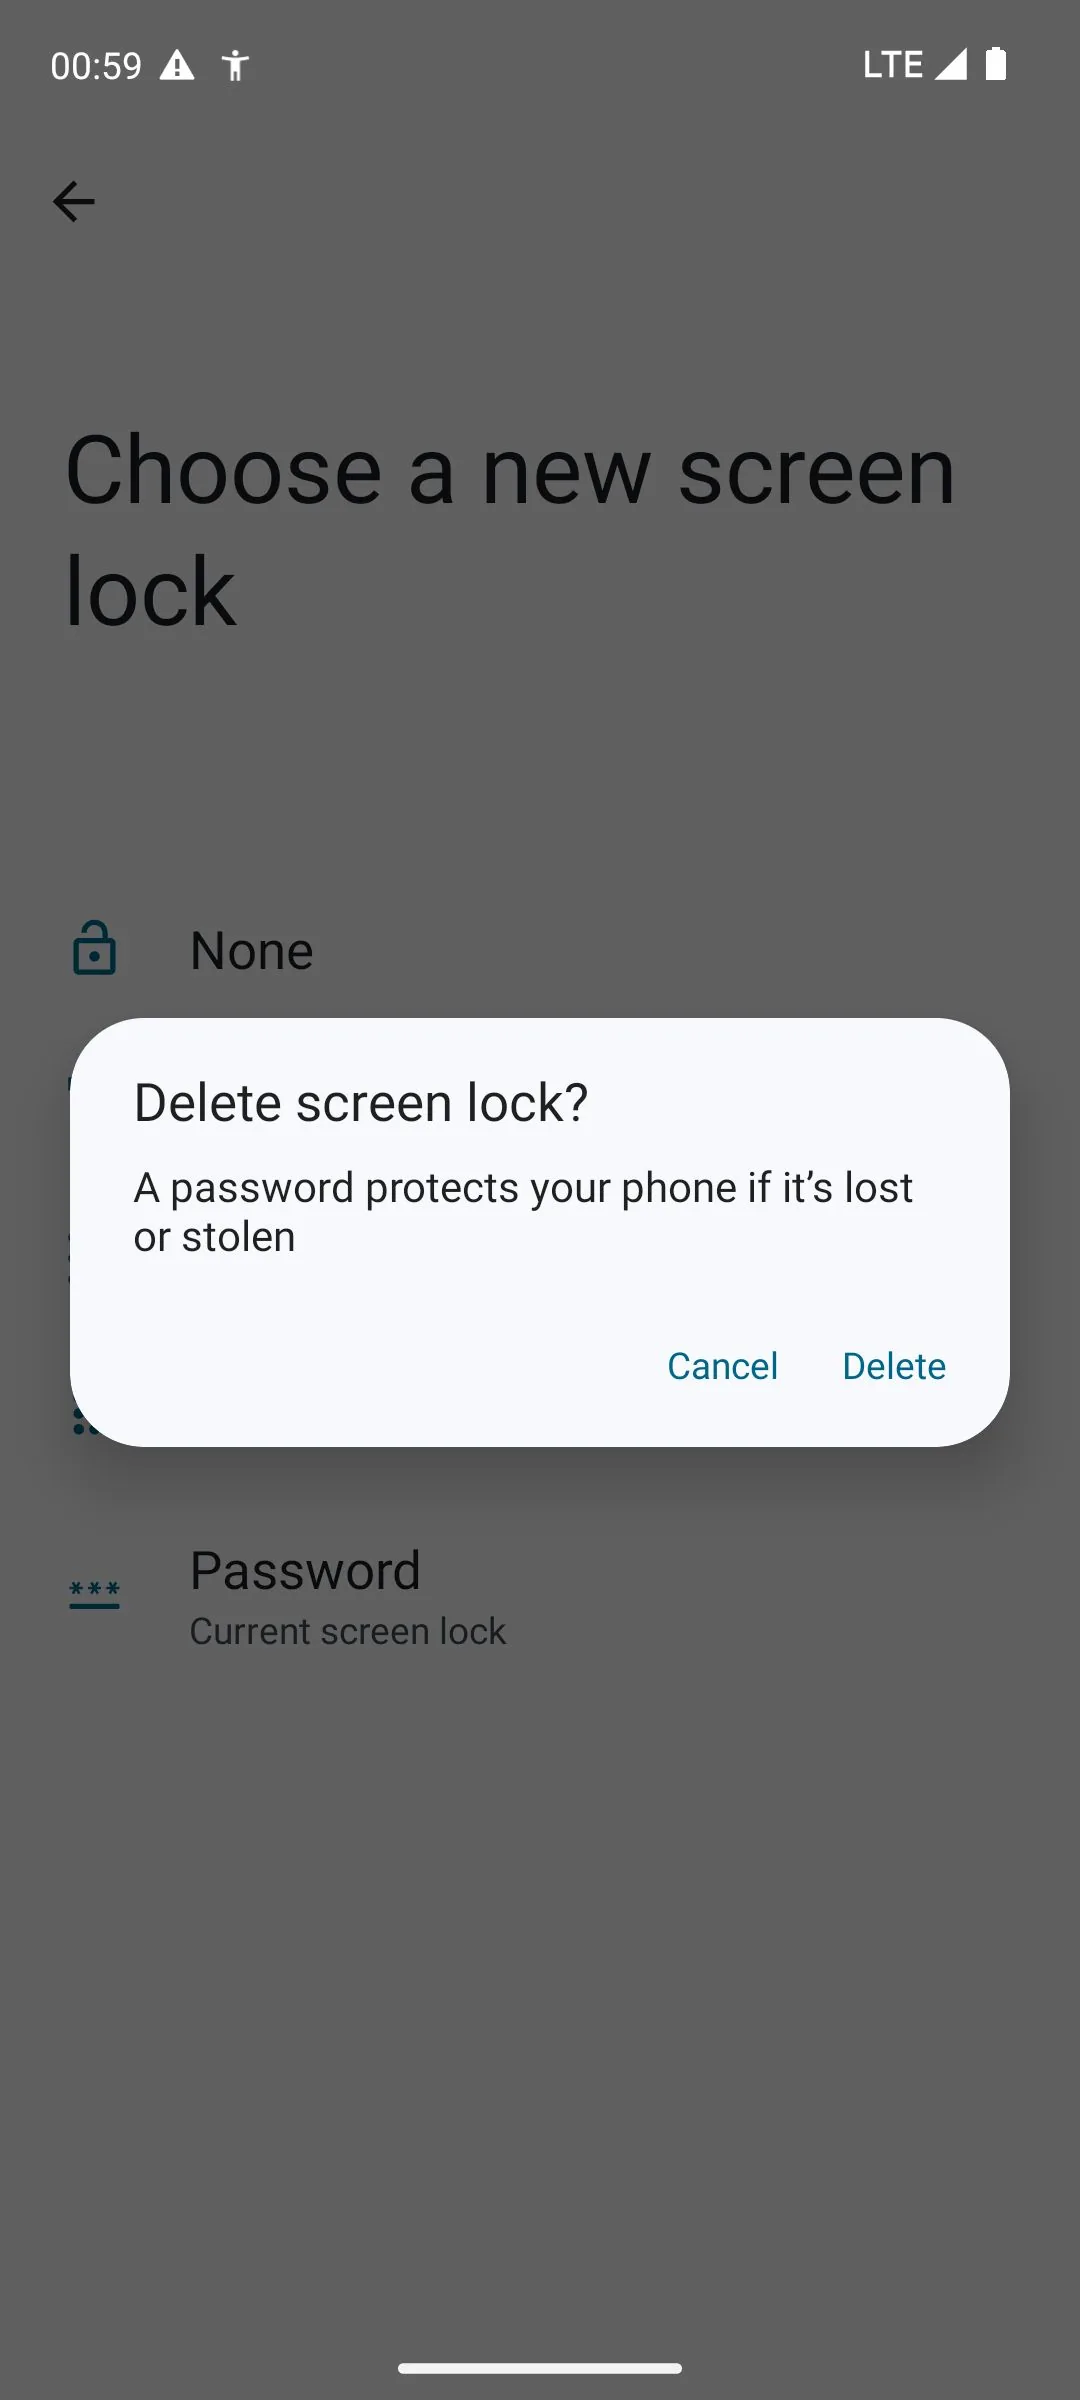 00:59
LTE
Choose a new screen
lock
None
Delete screen lock?
A password protects your phone if it’s lost
or stolen
Cancel
Delete
Password
Current screen lock